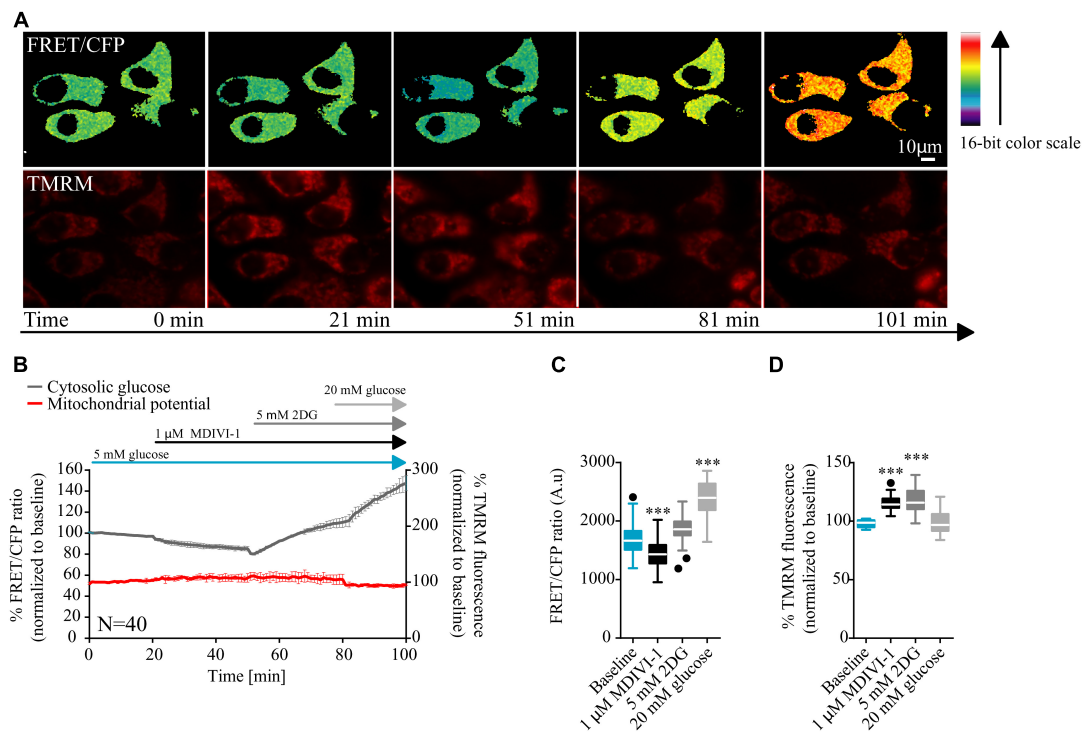 A
FRET/CFP
10μm
16-bit color scale
TMRM
Time 0 min 21 min 51 min 81 min 101 min
B
Cytosolic glucose
Mitochondrial potential
20 mM glucose
5 mM 2DG
1 μM MDIVI-1
5 mM glucose
% FRET/CFP ratio
(normalized to baseline)
160
140
120
100
80
60
40
20
0
300
200
100
0
% TMRM fluorescence
(normalized to
baseline)
N=40
0 20 40 60 80 100
Time [min]
C
FRET/CFP ratio (A.u)
3000
2000
1000
0
***
***
Baseline
1 μM MDIVI-1
5 mM 2DG
20 mM glucose
D
% TMRM fluorescence
(normalized to baseline)
150
100
50
0
***
***
Baseline
1 μM MDIVI-1
5 mM 2DG
20 mM glucose